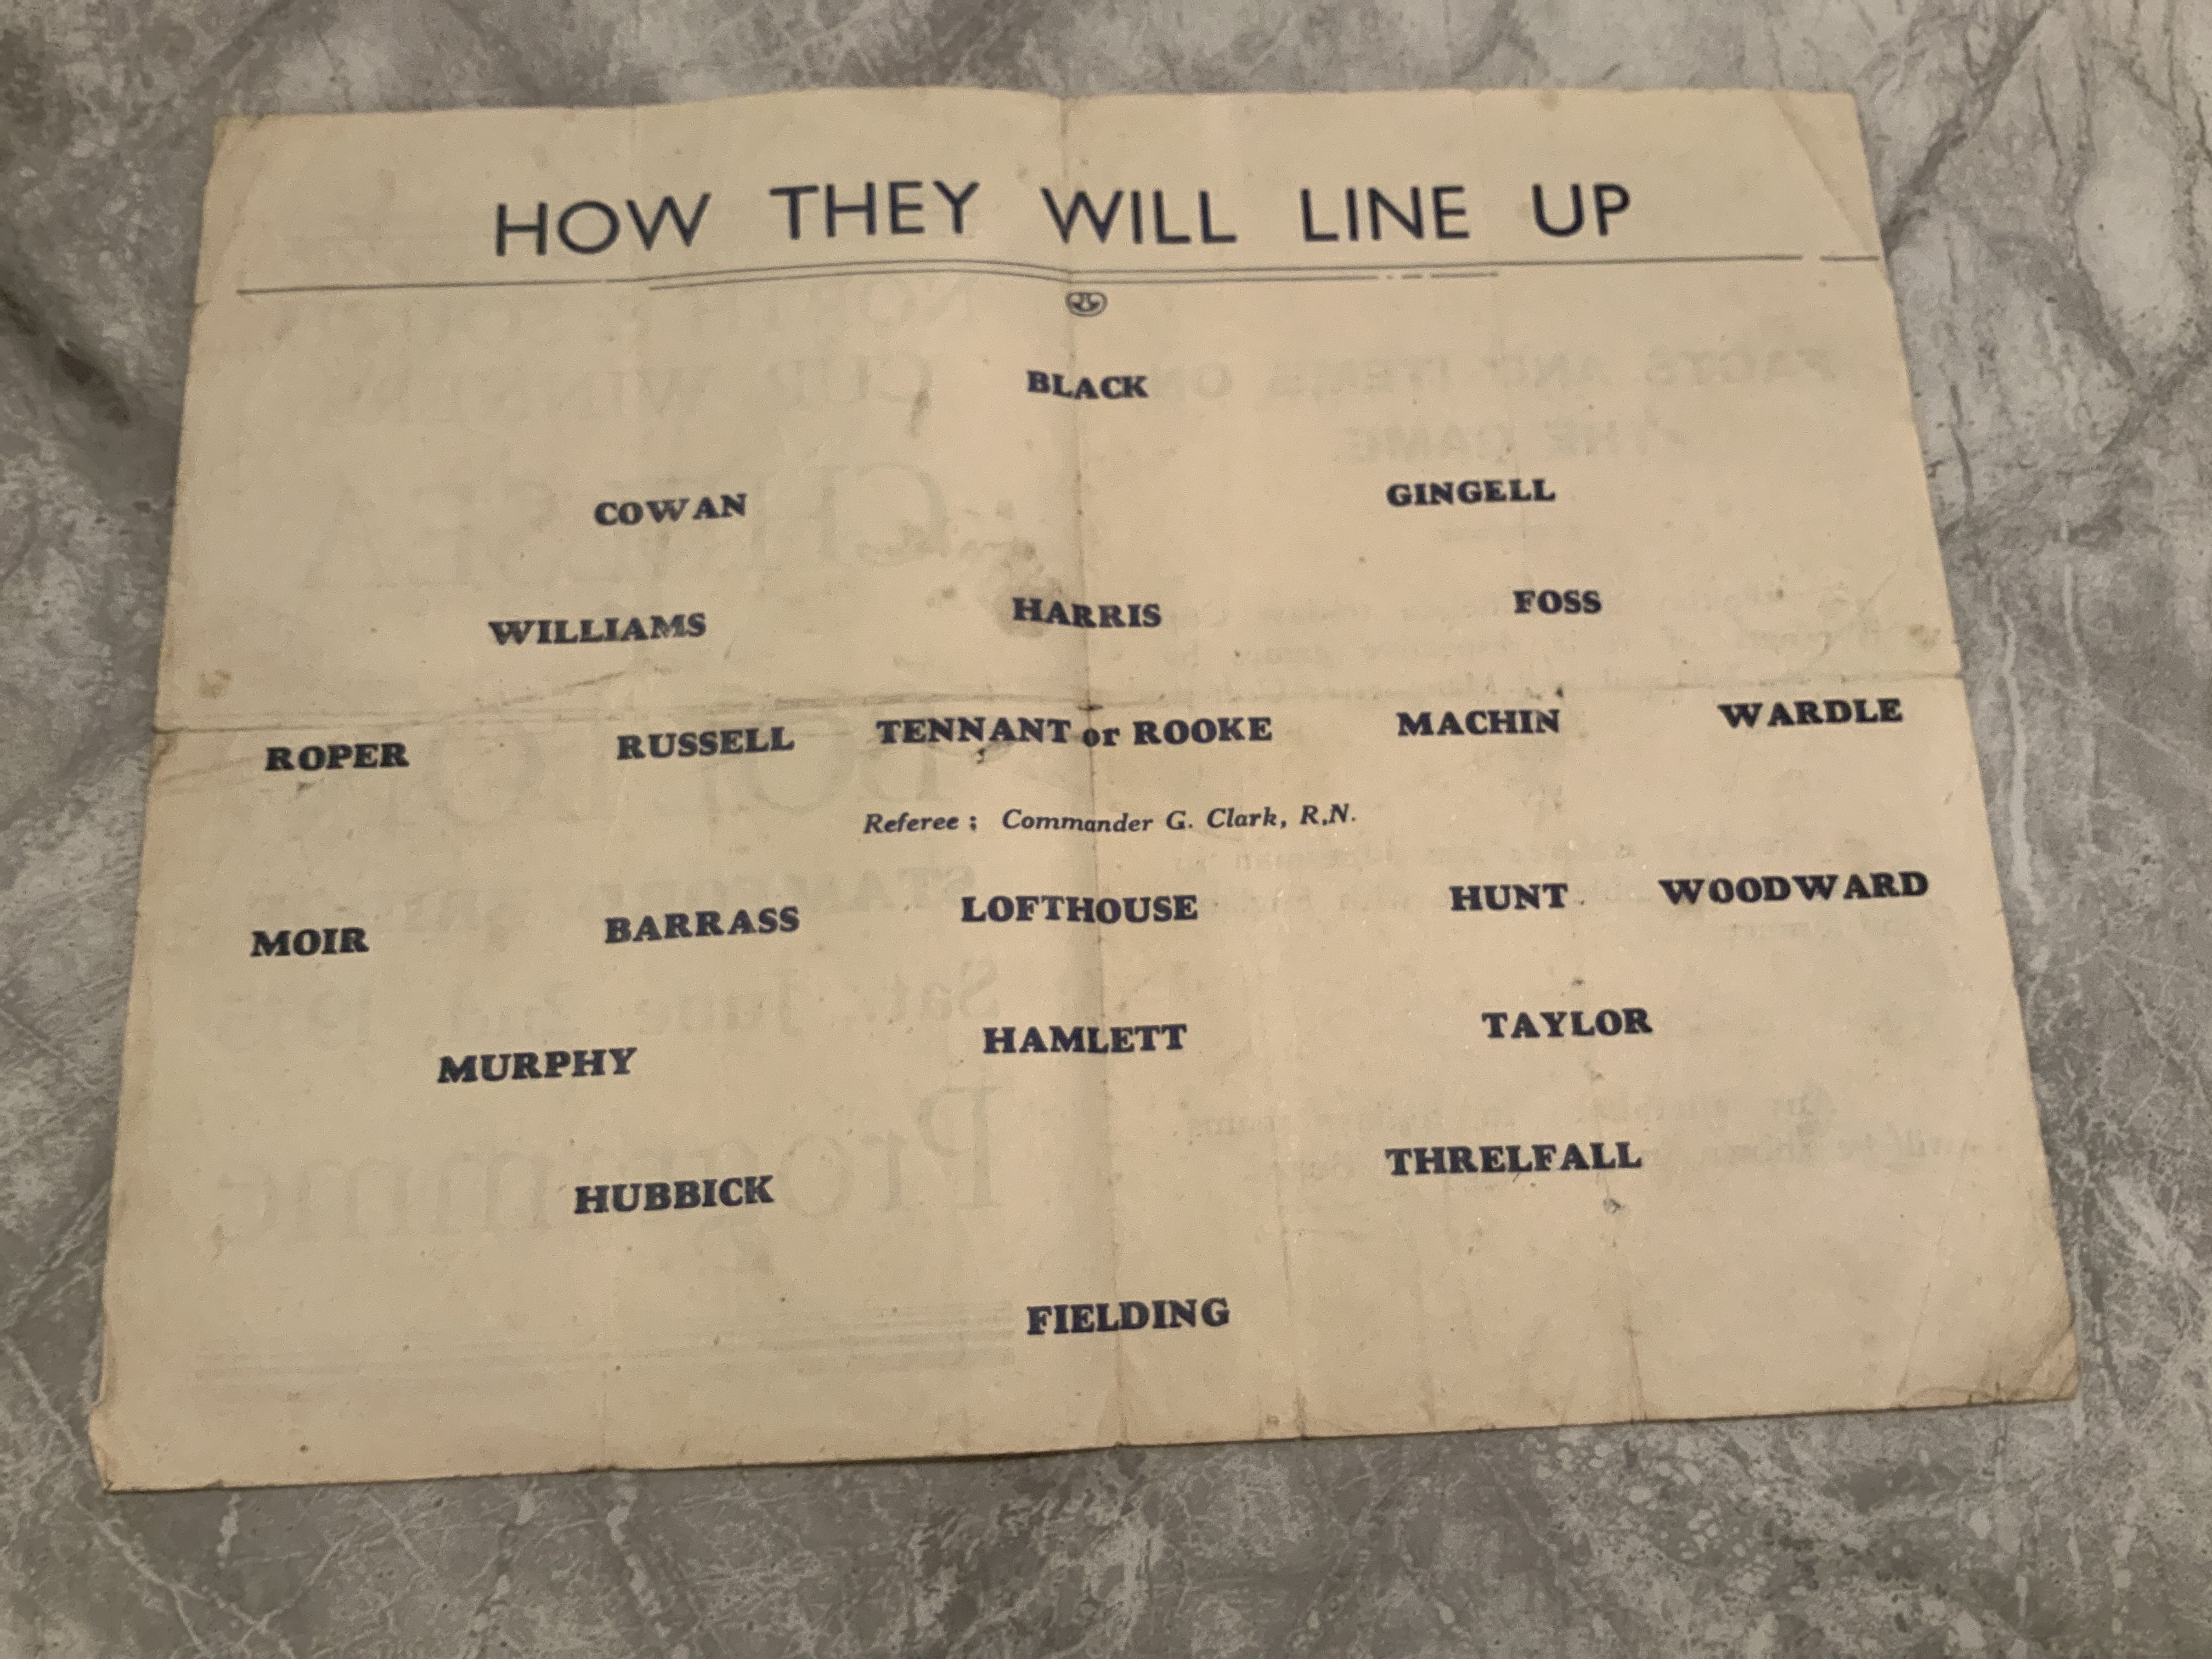 HOW THEY WILL LINE UP
BLACK
COWAN GINGELL
WILLIAMS HARRIS FOSS
ROPER RUSSELL TENNANT or ROOKE MACHIN WARDLE
Referee ; Commander G. Clark, R.N.
MOIR BARRASS LOFTHOUSE HUNT WOODWARD
MURPHY HAMLETT TAYLOR
HUBBICK THRELFALL
FIELDING